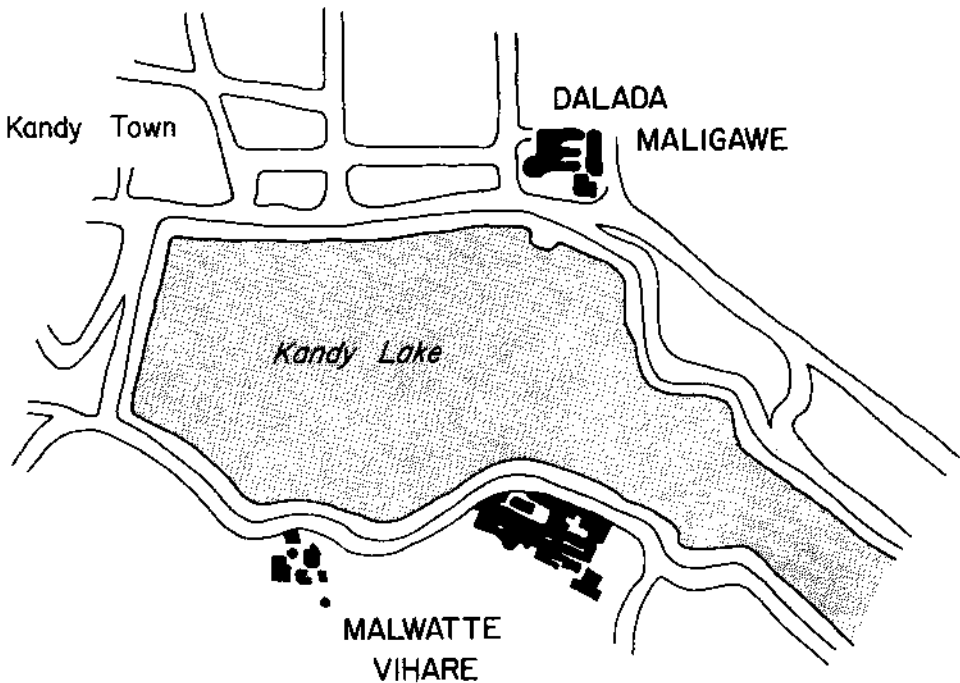 DALADA
MALIGAWE
Kandy Town
Kandy Lake
MALWATTE
VIHARE